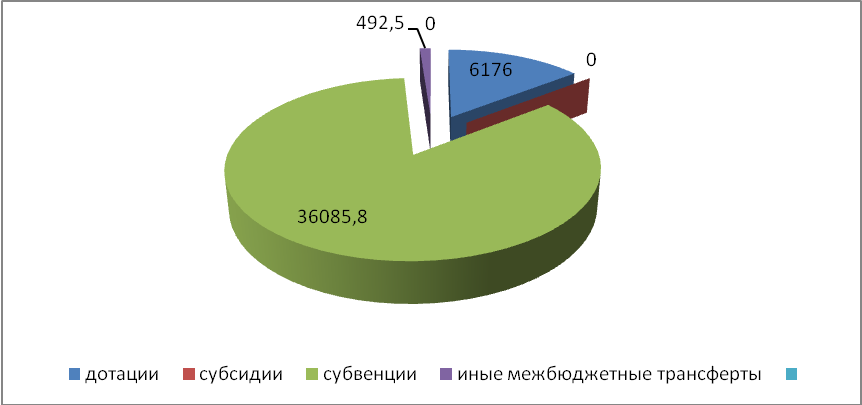 492,5 0
6176 0
36085,8
дотации субсидии субвенции иные межбюджетные трансферты